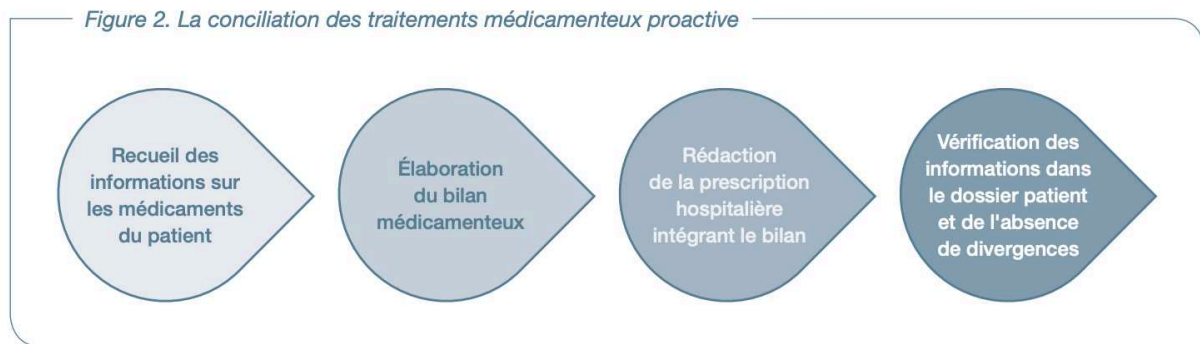 Figure 2. La conciliation des traitements médicamenteux proactive
Recueil des
informations sur
les médicaments
du patient
Élaboration
du bilan
médicamenteux
Rédaction
de la prescription
hospitalière
intégrant le bilan
Vérification des
informations dans
le dossier patient
et de l'absence
de divergences